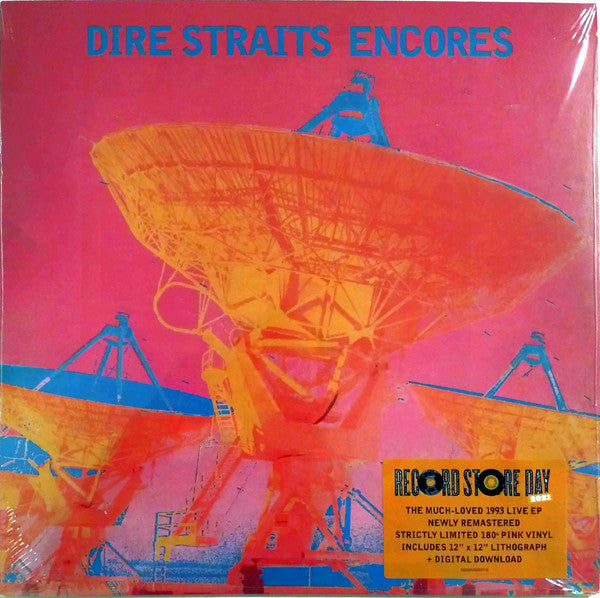 DIRE STRAITS ENCORES
RECORD STORE DAY
2021
THE MUCH-LOVED 1993 LIVE EP
NEWLY REMASTERED
STRICTLY LIMITED 180g PINK VINYL
INCLUDES 12" x 12" LITHOGRAPH
+ DIGITAL DOWNLOAD